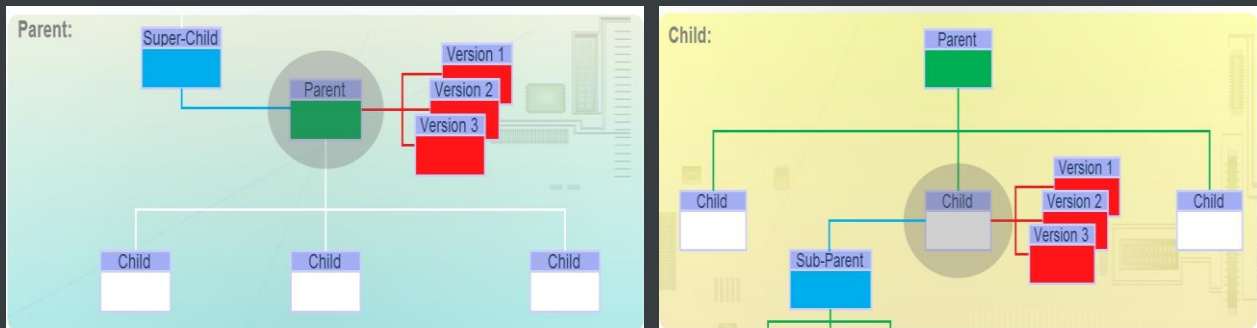 Parent:
Super-Child
Parent
Version 1
Version 2
Version 3
Child
Child
Child
Child:
Parent
Child
Child
Child
Version 1
Version 2
Version 3
Sub-Parent